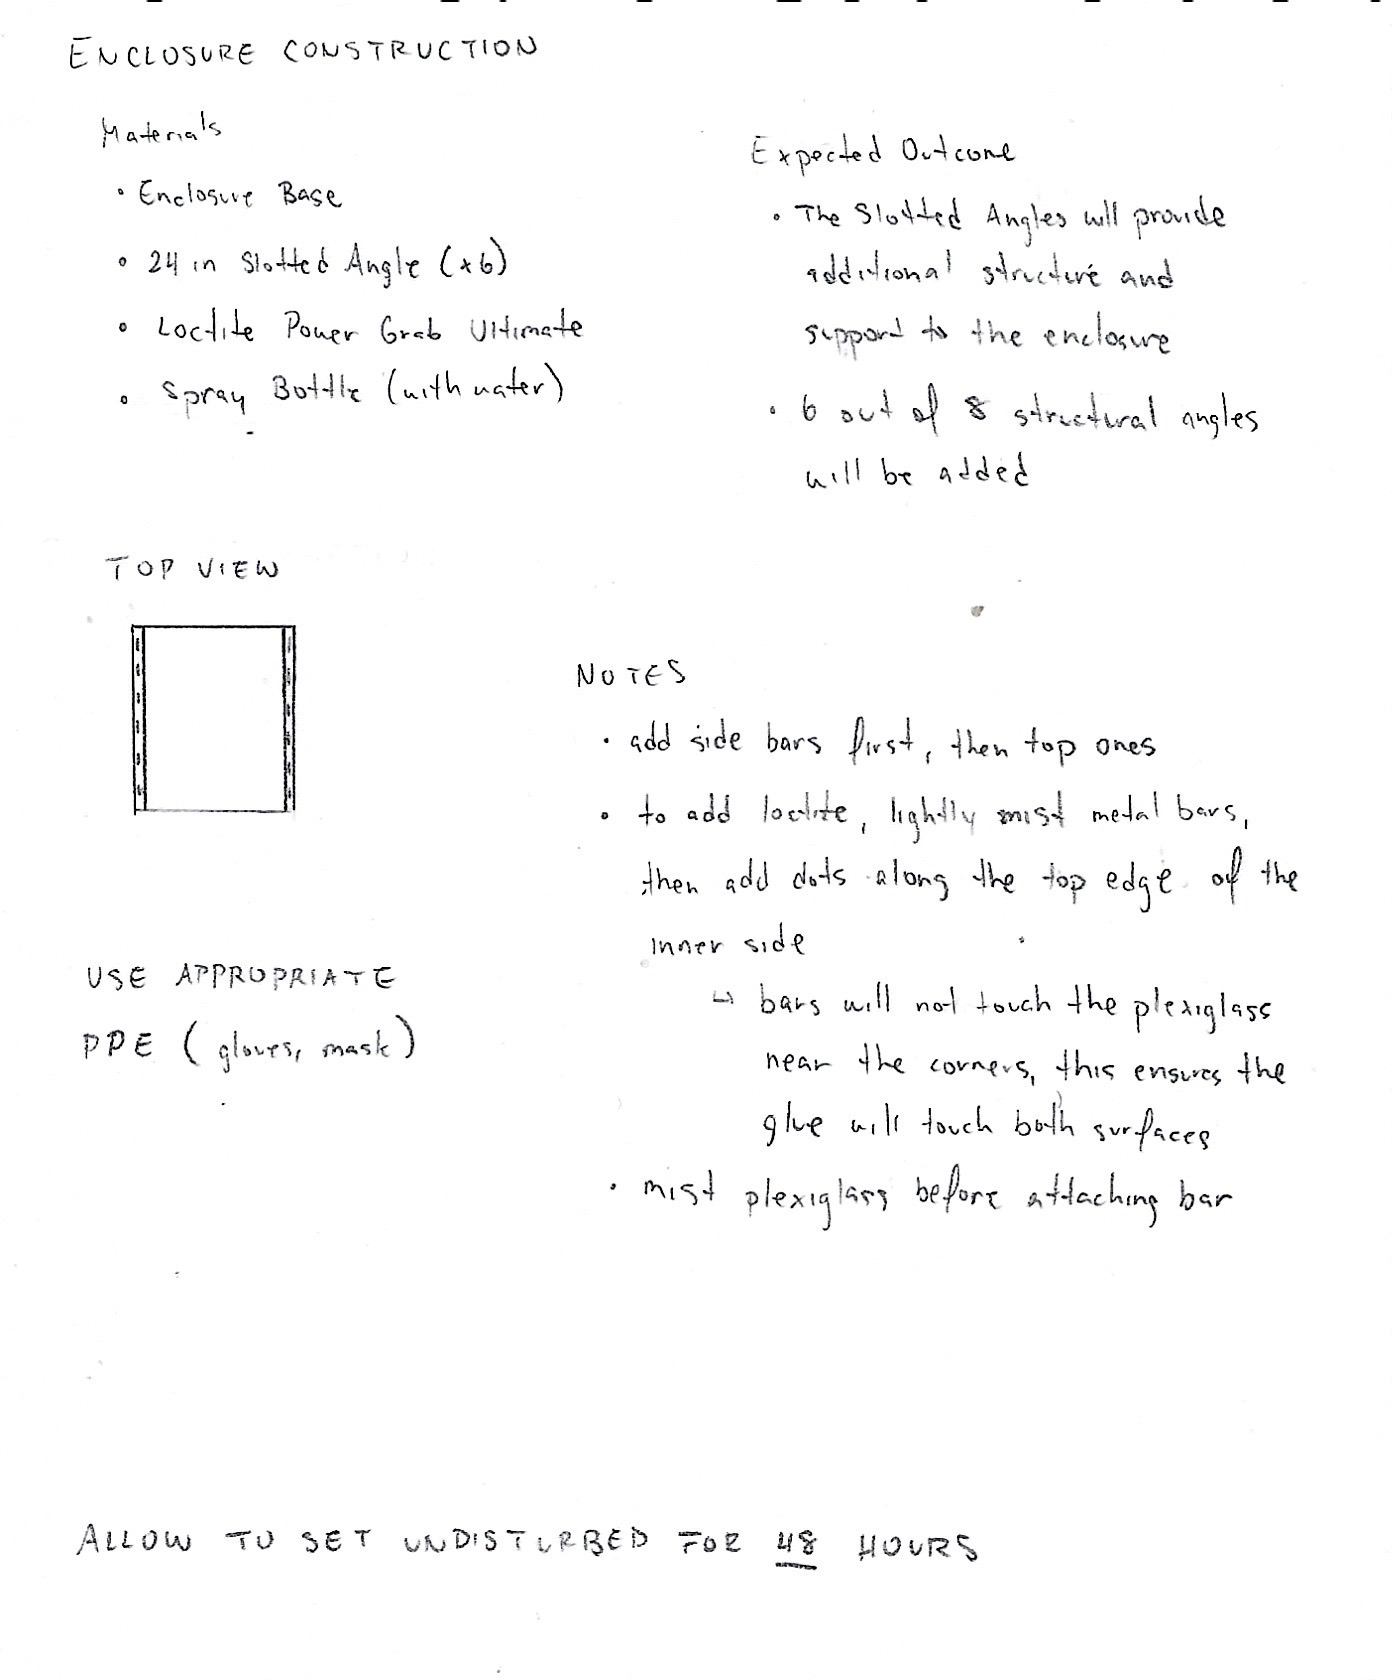 ENCLOSURE CONSTRUCTION
Materials
• Enclosure Base
• 24 in Slotted Angle (x6)
• Loctite Power Grab Ultimate
• Spray Bottle (with water)
Expected Outcome
• The Slotted Angles will provide
additional structure and
support to the enclosure
• 6 out of 8 structural angles
will be added
TOP VIEW
NOTES
• add side bars first, then top ones
• to add loctite, lightly mist metal bars,
then add dots along the top edge of the
inner side
↳ bars will not touch the plexiglass
near the corners, this ensures the
glue will touch both surfaces
• mist plexiglass before attaching bar
USE APPROPRIATE
PPE (gloves, mask)
ALLOW TO SET UNDISTURBED FOR 48 HOURS